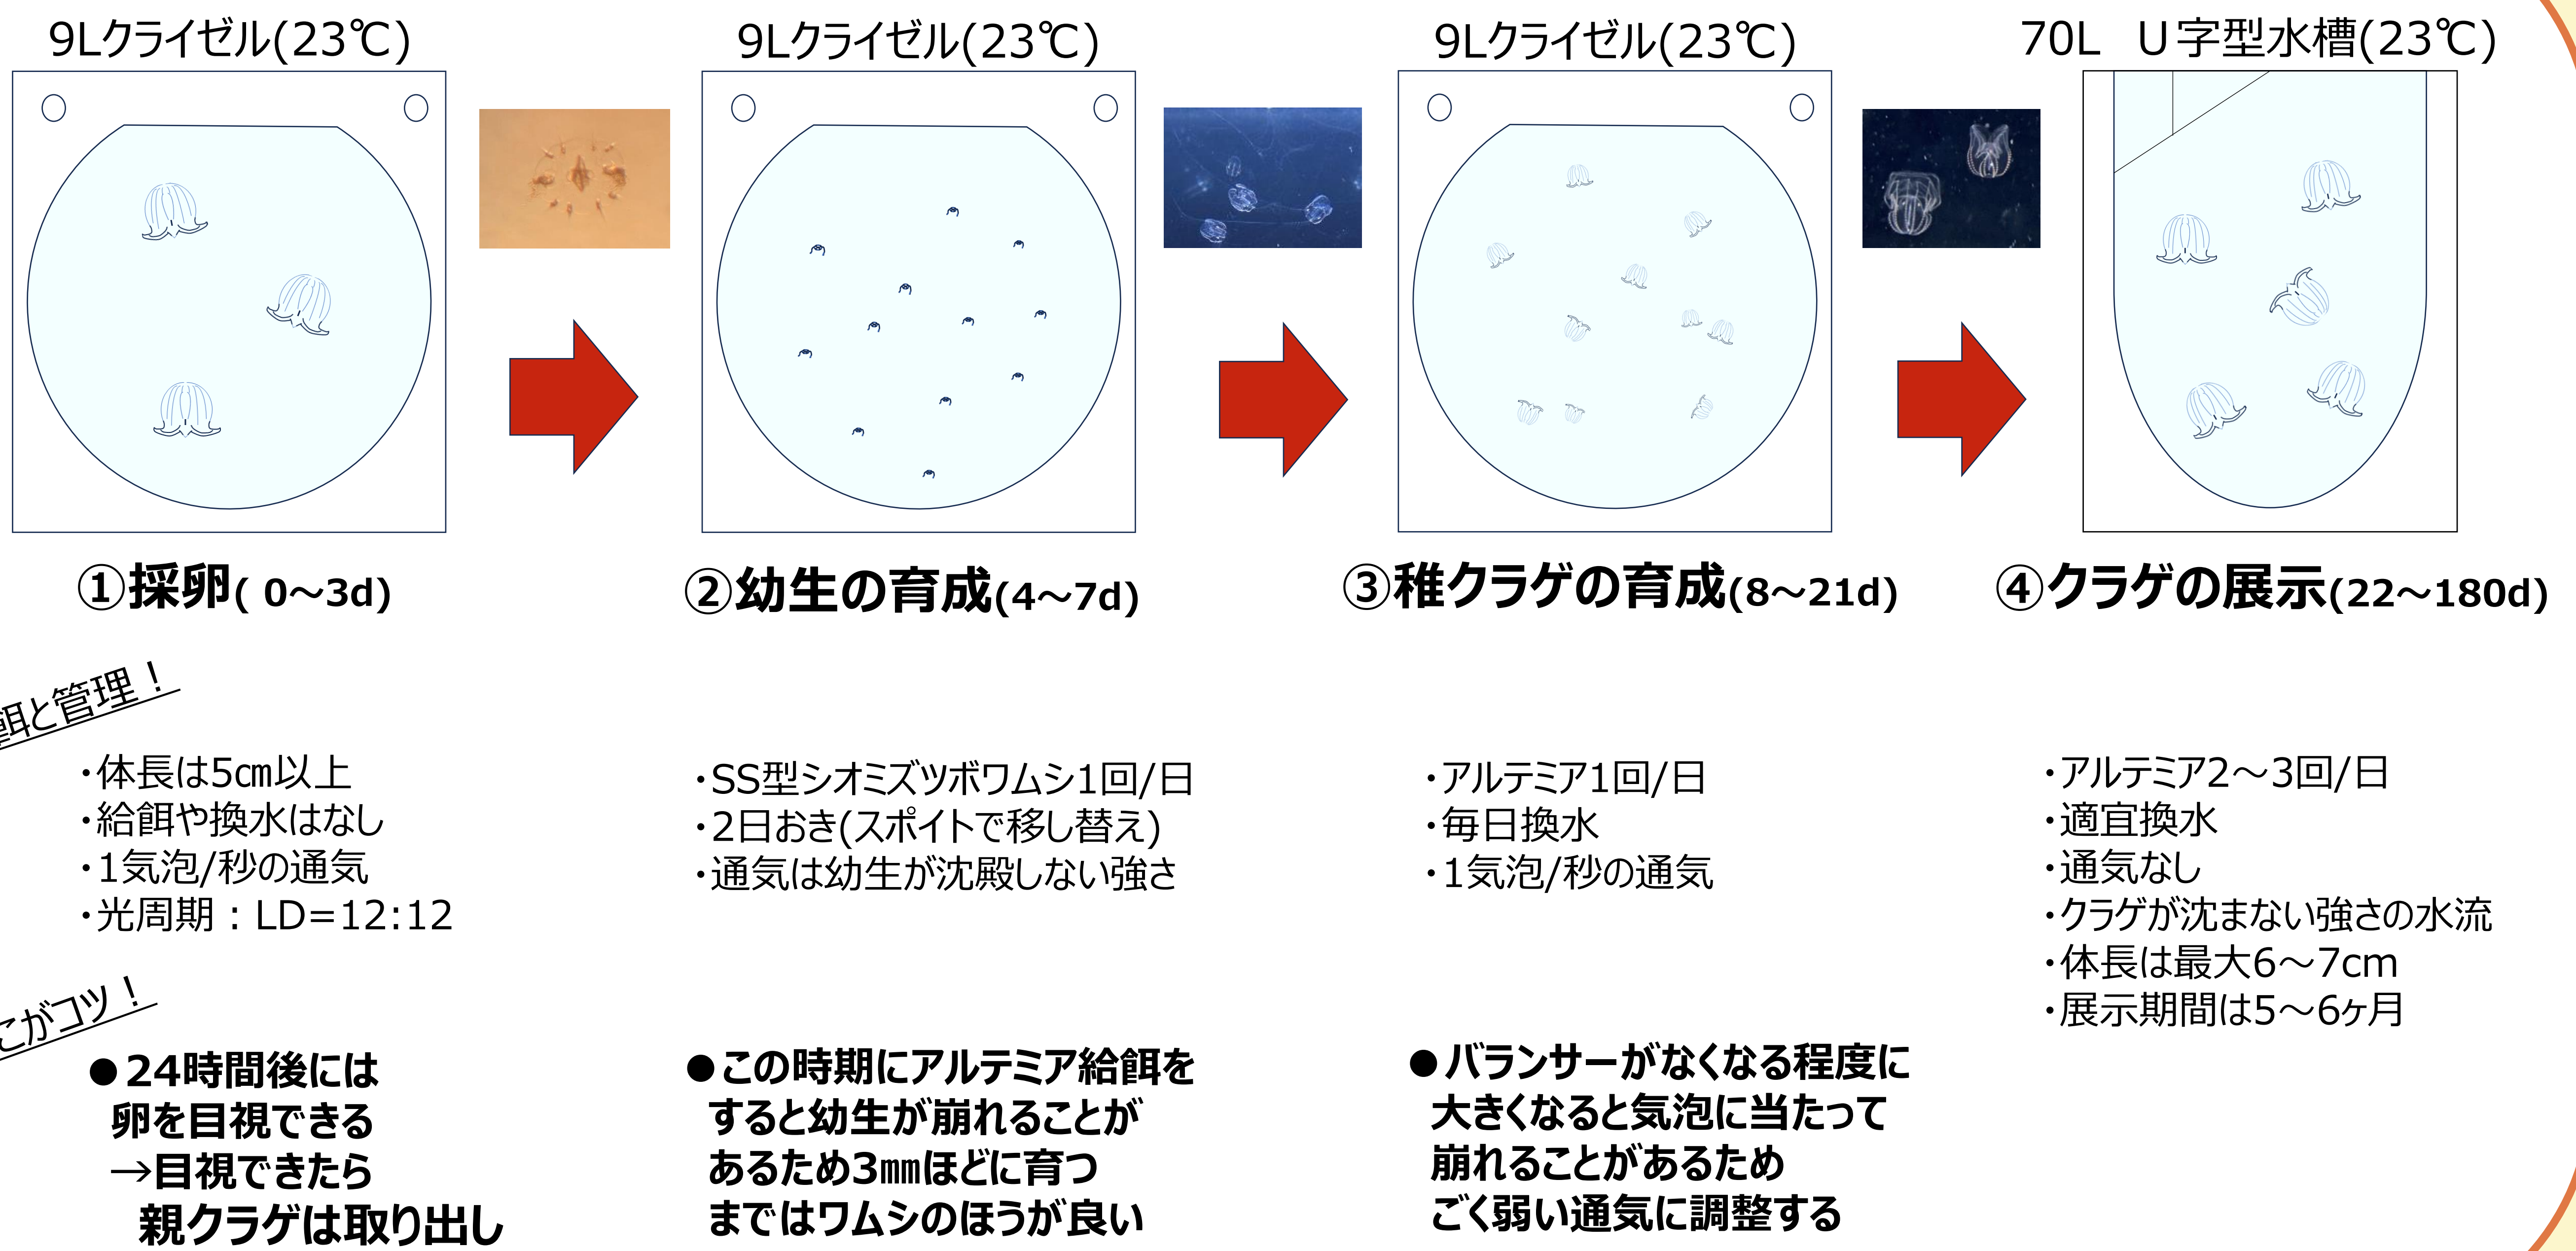 9Lクライゼル(23℃)
9Lクライゼル(23℃)
9Lクライゼル(23℃)
70L U字型水槽(23℃)
①採卵( 0～3d)
②幼生の育成(4～7d)
③稚クラゲの育成(8～21d)
④クラゲの展示(22～180d)
餌と管理！
・体長は5㎝以上
・給餌や換水はなし
・1気泡/秒の通気
・光周期：LD=12:12
・SS型シオミズツボワムシ1回/日
・2日おき(スポイトで移し替え)
・通気は幼生が沈殿しない強さ
・アルテミア1回/日
・毎日換水
・1気泡/秒の通気
・アルテミア2～3回/日
・適宜換水
・通気なし
・クラゲが沈まない強さの水流
・体長は最大6～7cm
・展示期間は5～6ヶ月
こがコツ！
●24時間後には
卵を目視できる
→目視できたら
親クラゲは取り出し
●この時期にアルテミア給餌を
すると幼生が崩れることが
あるため3㎜ほどに育つ
まではワムシのほうが良い
●バランサーがなくなる程度に
大きくなると気泡に当たって
崩れることがあるため
ごく弱い通気に調整する